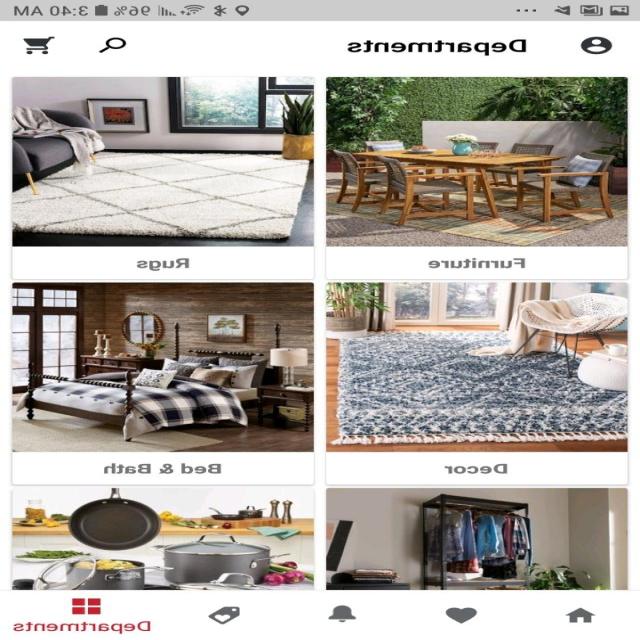 3:40 AM
96%
Departments
Furniture
Rugs
Decor
Bed & Bath
Departments